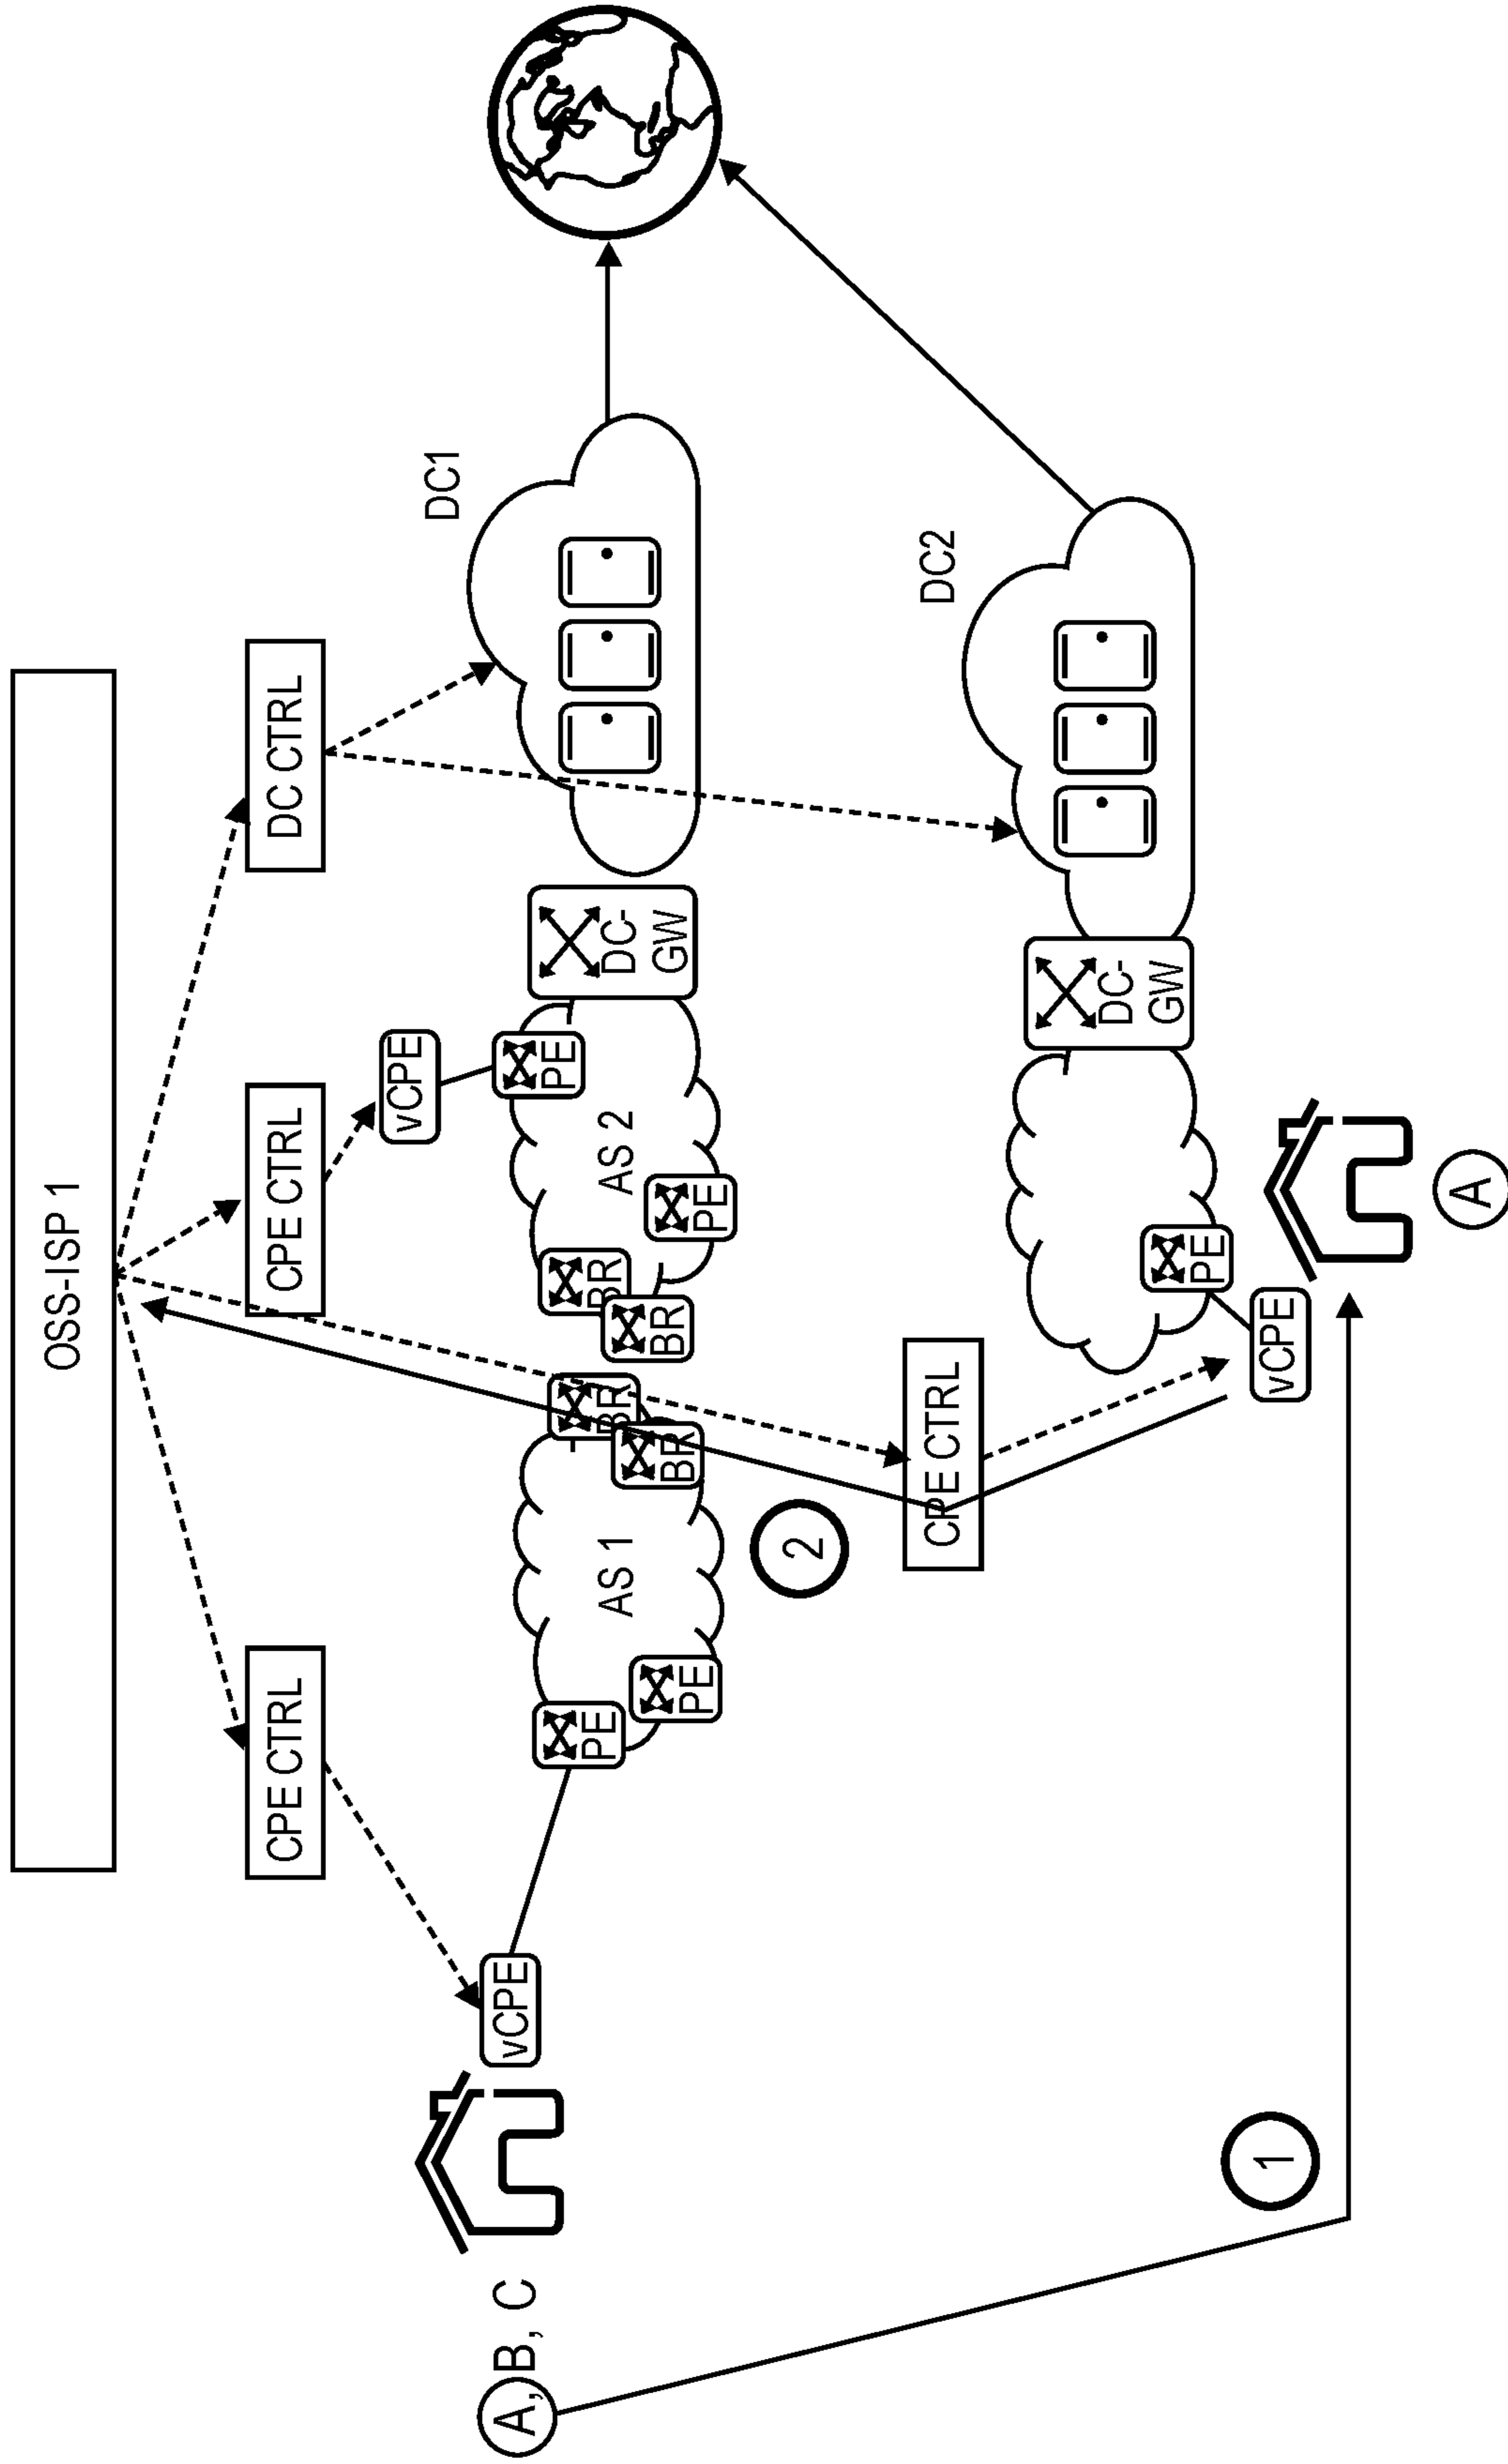 OSS-ISP 1
CPE CTRL
CPE CTRL
DC CTRL
vCPE
DC1
A, B, C
vCPE
PE
PE
AS 1
BR
BR
BR
BR
AS 2
PE
PE
DC-
GW
2
CPE CTRL
DC2
DC-
GW
PE
vCPE
1
A